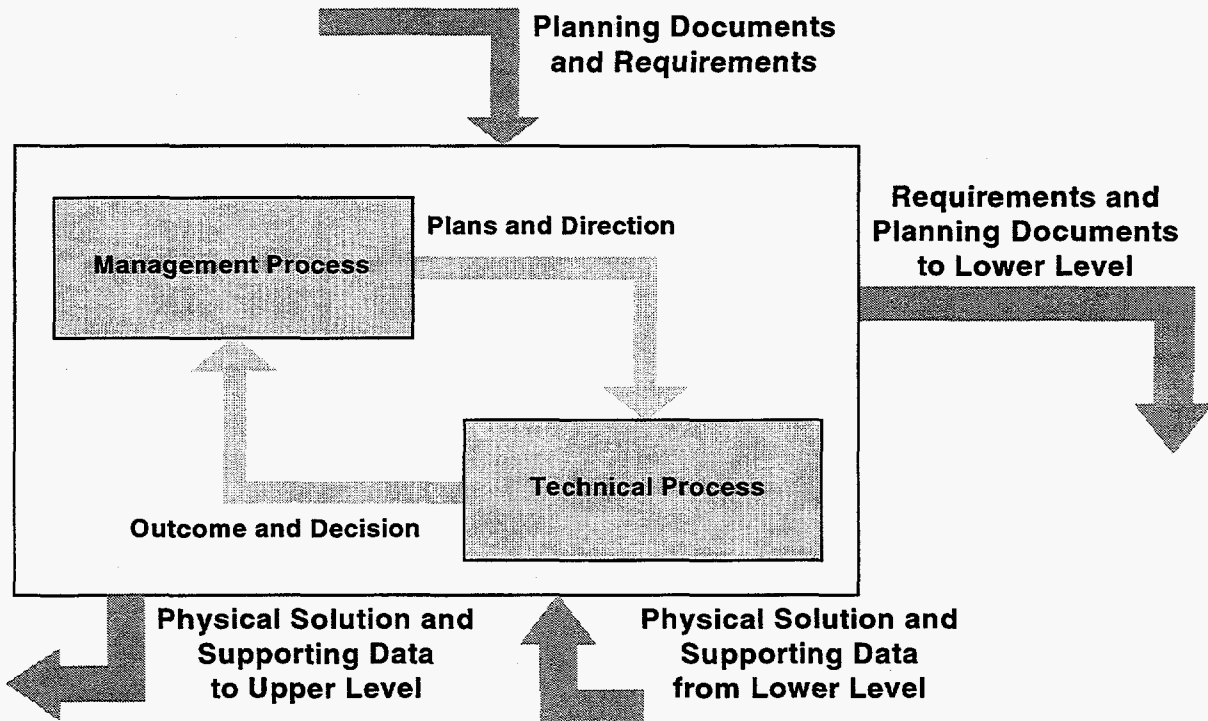 Planning Documents
and Requirements
Requirements and
Planning Documents
to Lower Level
Plans and Direction
Management Process
Technical Process
Outcome and Decision
Physical Solution and
Supporting Data
to Upper Level
Physical Solution and
Supporting Data
from Lower Level